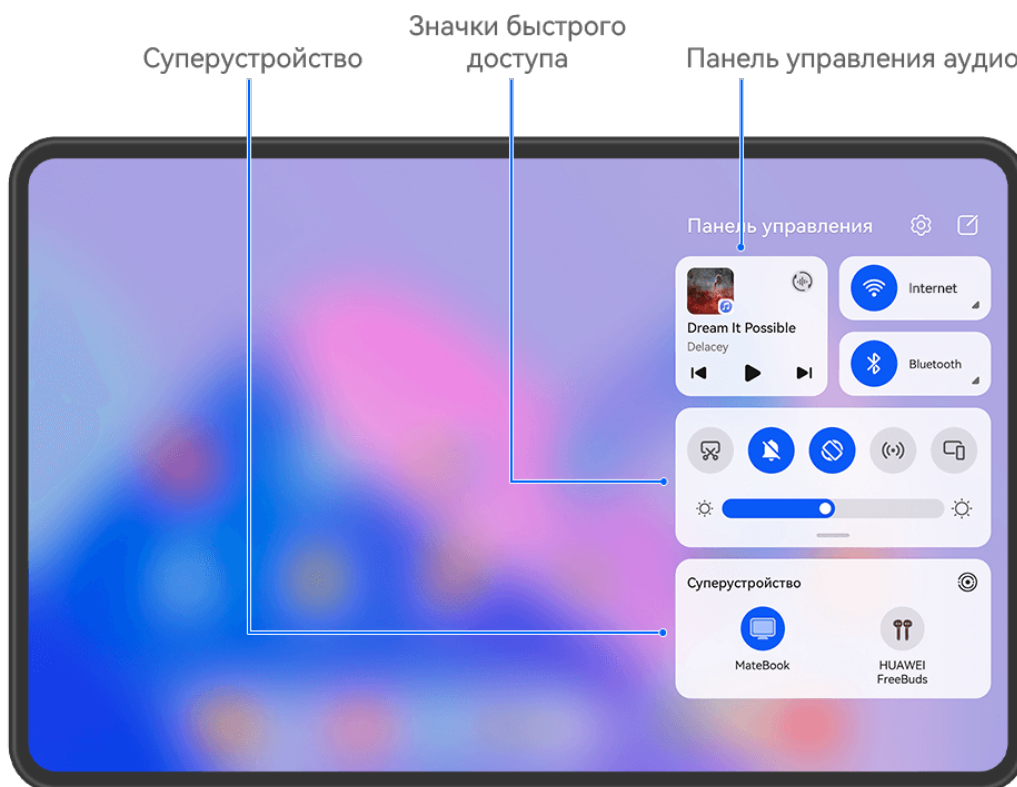 Значки быстрого
доступа
Суперустройство
Панель управления аудио
Панель управления
Dream It Possible
Delacey
Internet
Bluetooth
Суперустройство
MateBook
HUAWEI
FreeBuds